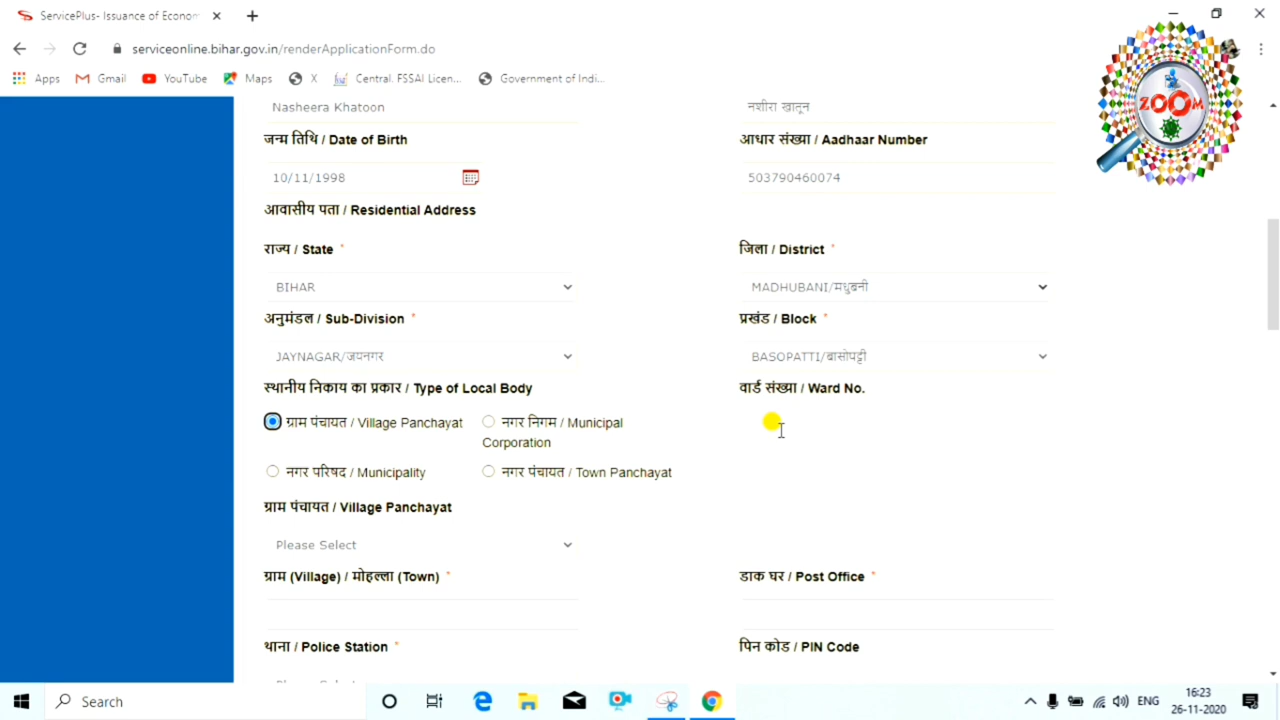 ServicePlus- Issuance of Econom
serviceonline.bihar.gov.in/renderApplicationForm.do
Apps Gmail YouTube Maps X Central. FSSAI Licen... Government of Indi...
ZOOM
Nasheera Khatoon नशीरा खातून
जन्म तिथि / Date of Birth आधार संख्या / Aadhaar Number
10/11/1998 503790460074
आवासीय पता / Residential Address
राज्य / State * जिला / District *
BIHAR MADHUBANI/मधुबनी
अनुमंडल / Sub-Division * प्रखंड / Block *
JAYNAGAR/जयनगर BASOPATTI/बासोपट्टी
स्थानीय निकाय का प्रकार / Type of Local Body वार्ड संख्या / Ward No.
ग्राम पंचायत / Village Panchayat नगर निगम / Municipal
Corporation
नगर परिषद / Municipality नगर पंचायत / Town Panchayat
ग्राम पंचायत / Village Panchayat
Please Select
ग्राम (Village) / मोहल्ला (Town) * डाक घर / Post Office *
थाना / Police Station * पिन कोड / PIN Code
Please Select
Search ENG 16:23
26-11-2020